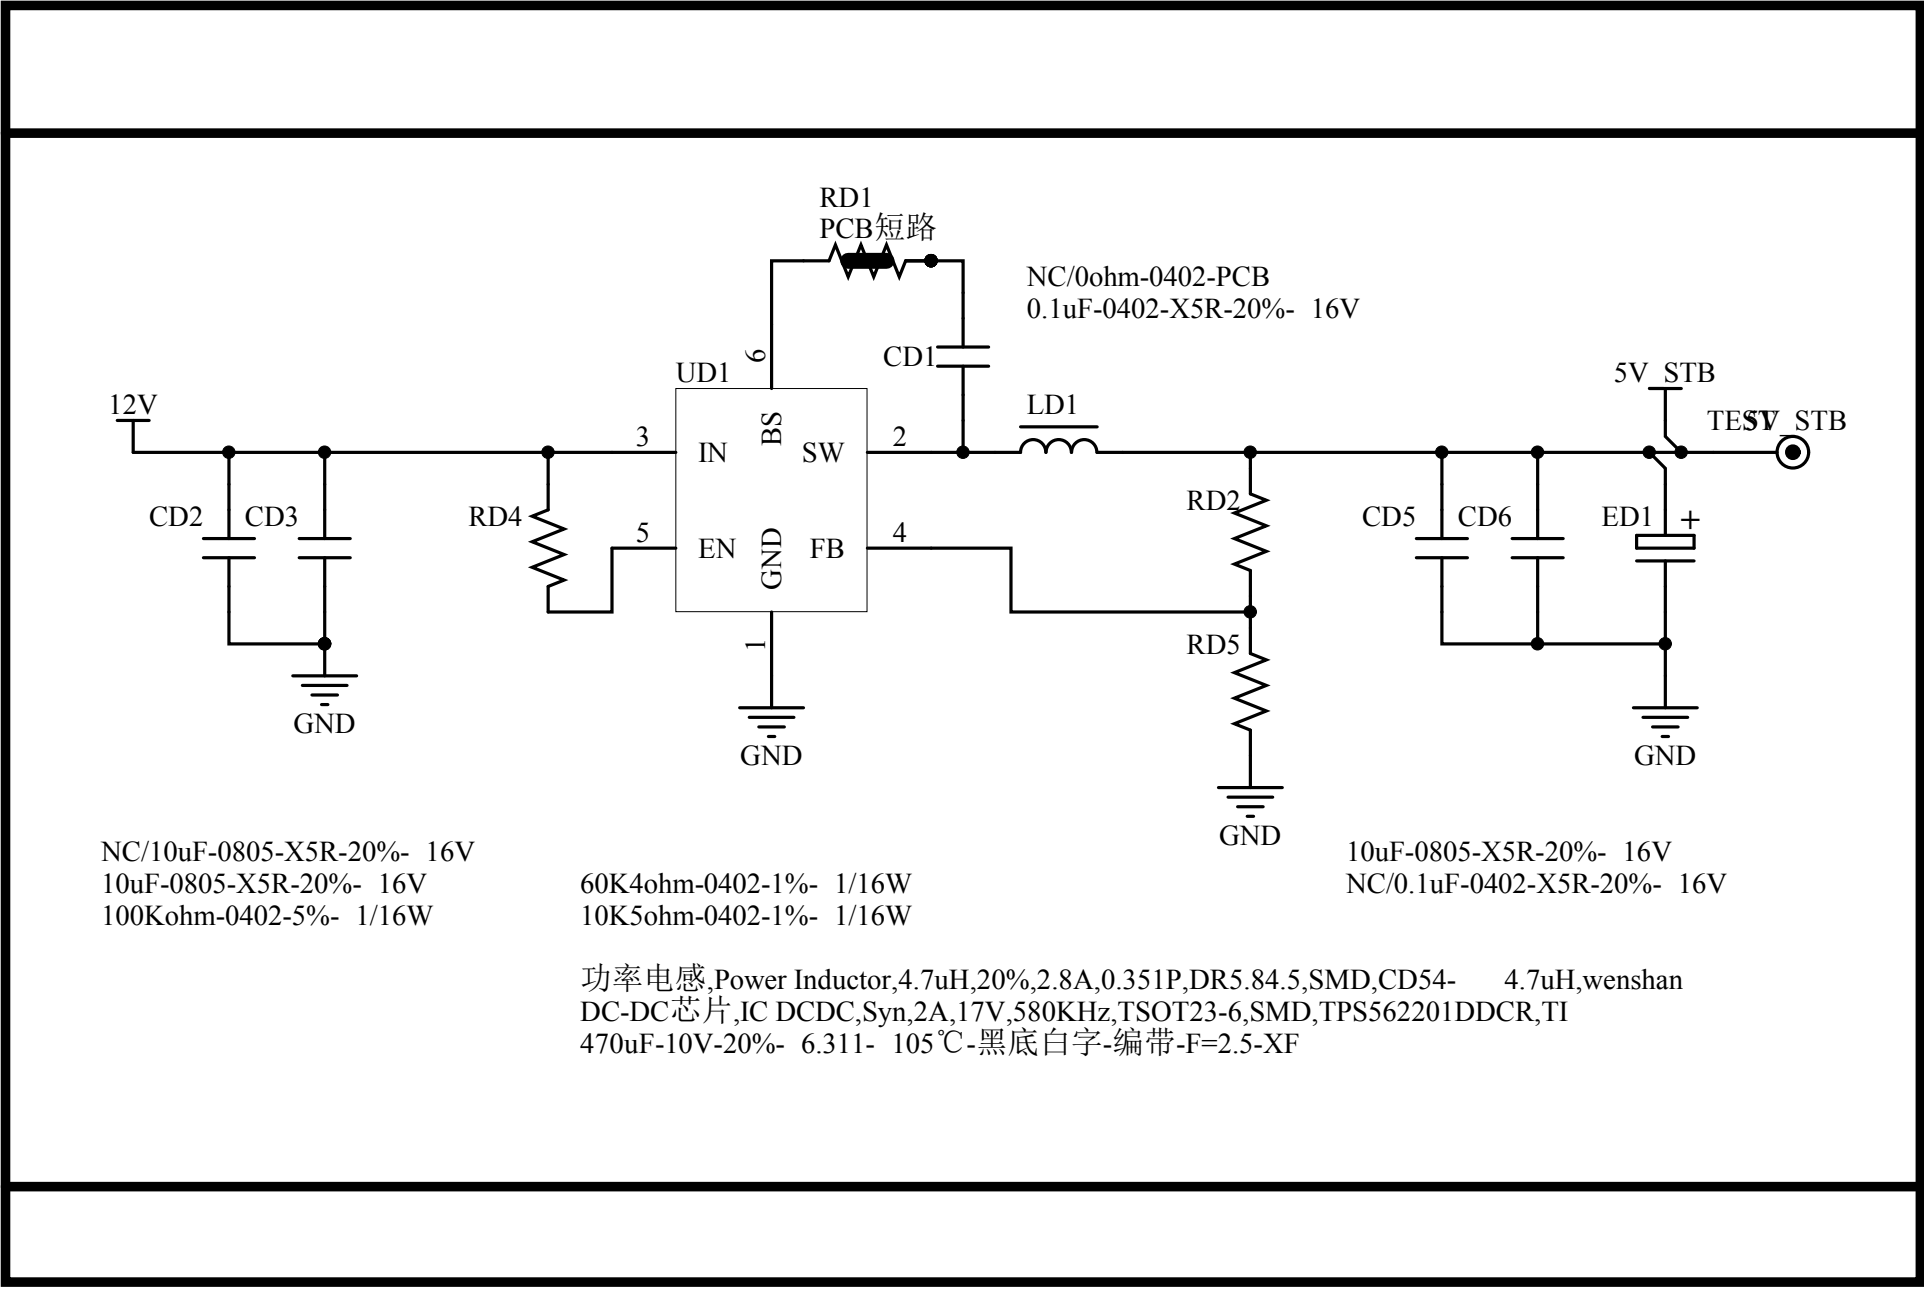 RD1
PCB短路
NC/0ohm-0402-PCB
0.1uF-0402-X5R-20%- 16V
6
CD1
UD1
5V_STB
12V
LD1
TEST
5V_STB
3
IN
BS
SW
2
CD2
CD3
RD4
RD2
CD5
CD6
ED1
+
5
EN
GND
FB
4
1
RD5
GND
GND
GND
GND
NC/10uF-0805-X5R-20%- 16V
10uF-0805-X5R-20%- 16V
100Kohm-0402-5%- 1/16W
60K4ohm-0402-1%- 1/16W
10K5ohm-0402-1%- 1/16W
10uF-0805-X5R-20%- 16V
NC/0.1uF-0402-X5R-20%- 16V
功率电感,Power Inductor,4.7uH,20%,2.8A,0.351P,DR5.84.5,SMD,CD54- 4.7uH,wenshan
DC-DC芯片,IC DCDC,Syn,2A,17V,580KHz,TSOT23-6,SMD,TPS562201DDCR,TI
470uF-10V-20%- 6.311- 105℃-黑底白字-编带-F=2.5-XF